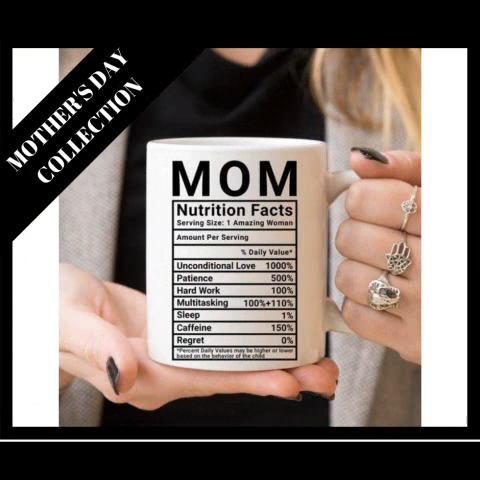 MOTHER'S DAY
COLLECTION
MOM
Nutrition Facts
Serving Size: 1 Amazing Woman
Amount Per Serving
% Daily Value*
Unconditional Love 1000%
Patience 500%
Hard Work 100%
Multitasking 100%+110%
Sleep 1%
Caffeine 150%
Regret 0%
*Percent Daily Values may be higher or lower
based on the behavior of the child